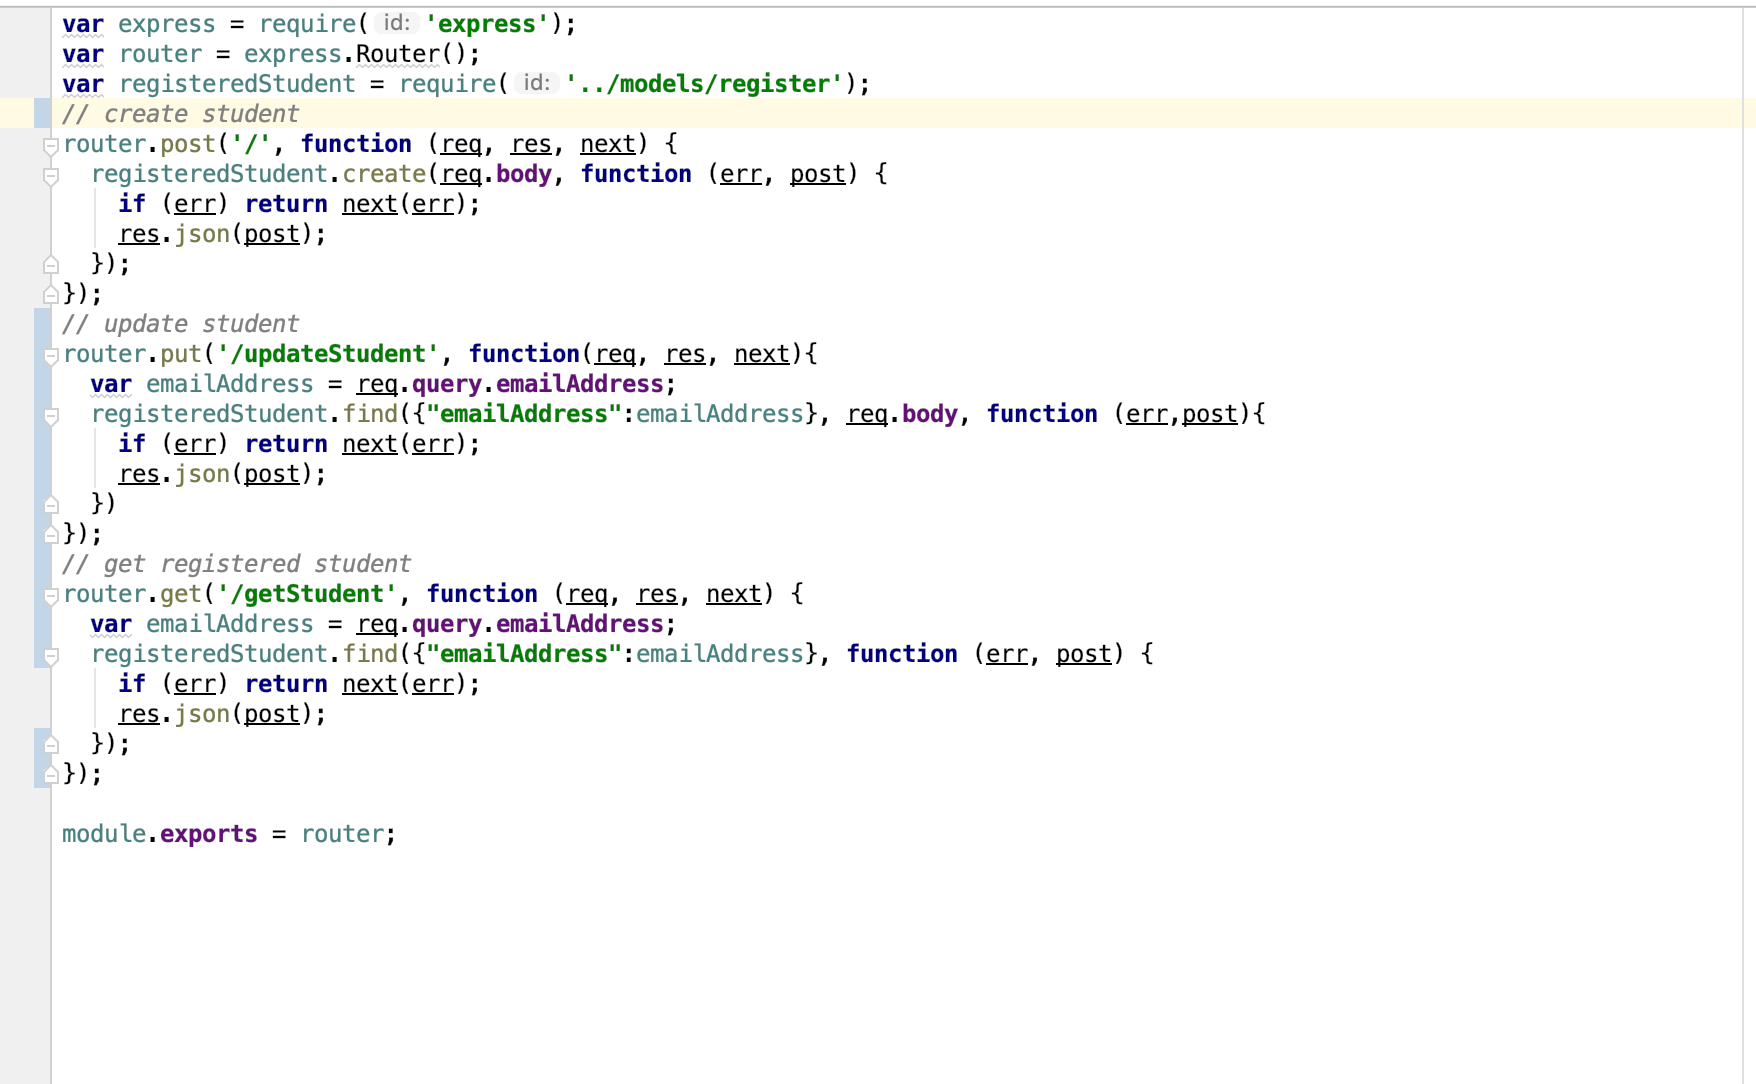 var express = require( id: 'express');
var router = express.Router();
var registeredStudent = require( id: '../models/register');
// create student
router.post('/', function (req, res, next) {
  registeredStudent.create(req.body, function (err, post) {
    if (err) return next(err);
    res.json(post);
  });
});
// update student
router.put('/updateStudent', function(req, res, next){
  var emailAddress = req.query.emailAddress;
  registeredStudent.find({"emailAddress":emailAddress}, req.body, function (err,post){
    if (err) return next(err);
    res.json(post);
  })
});
// get registered student
router.get('/getStudent', function (req, res, next) {
  var emailAddress = req.query.emailAddress;
  registeredStudent.find({"emailAddress":emailAddress}, function (err, post) {
    if (err) return next(err);
    res.json(post);
  });
});

module.exports = router;